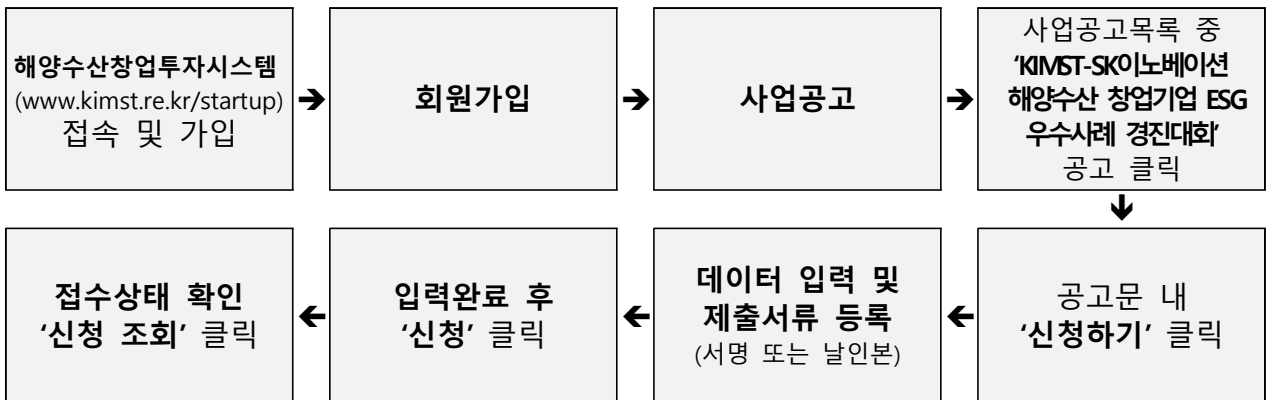 해양수산창업투자시스템
(www.kimst.re.kr/startup)
접속 및 가입
➔
회원가입
➔
사업공고
➔
사업공고목록 중
‘KIMST-SK이노베이션
해양수산 창업기업 ESG
우수사례 경진대회’
공고 클릭
🡻
공고문 내
‘신청하기’ 클릭
🡸
데이터 입력 및
제출서류 등록
(서명 또는 날인본)
🡸
입력완료 후
‘신청’ 클릭
🡸
접수상태 확인
‘신청 조회’ 클릭